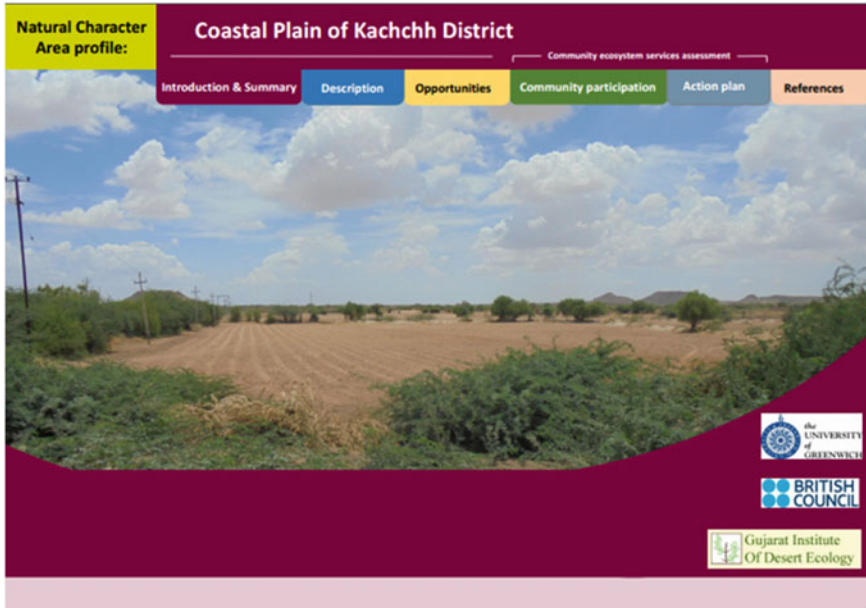 Natural Character
Area profile:
Coastal Plain of Kachchh District
Community ecosystem services assessment
Introduction & Summary
Description
Opportunities
Community participation
Action plan
References
the
UNIVERSITY
of
GREENWICH
BRITISH
COUNCIL
Gujarat Institute
Of Desert Ecology